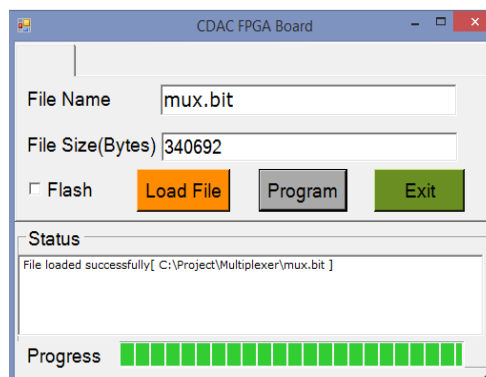 CDAC FPGA Board
File Name mux.bit
File Size(Bytes) 340692
Flash Load File Program Exit
Status
File loaded successfully[ C:\Project\Multiplexer\mux.bit ]
Progress